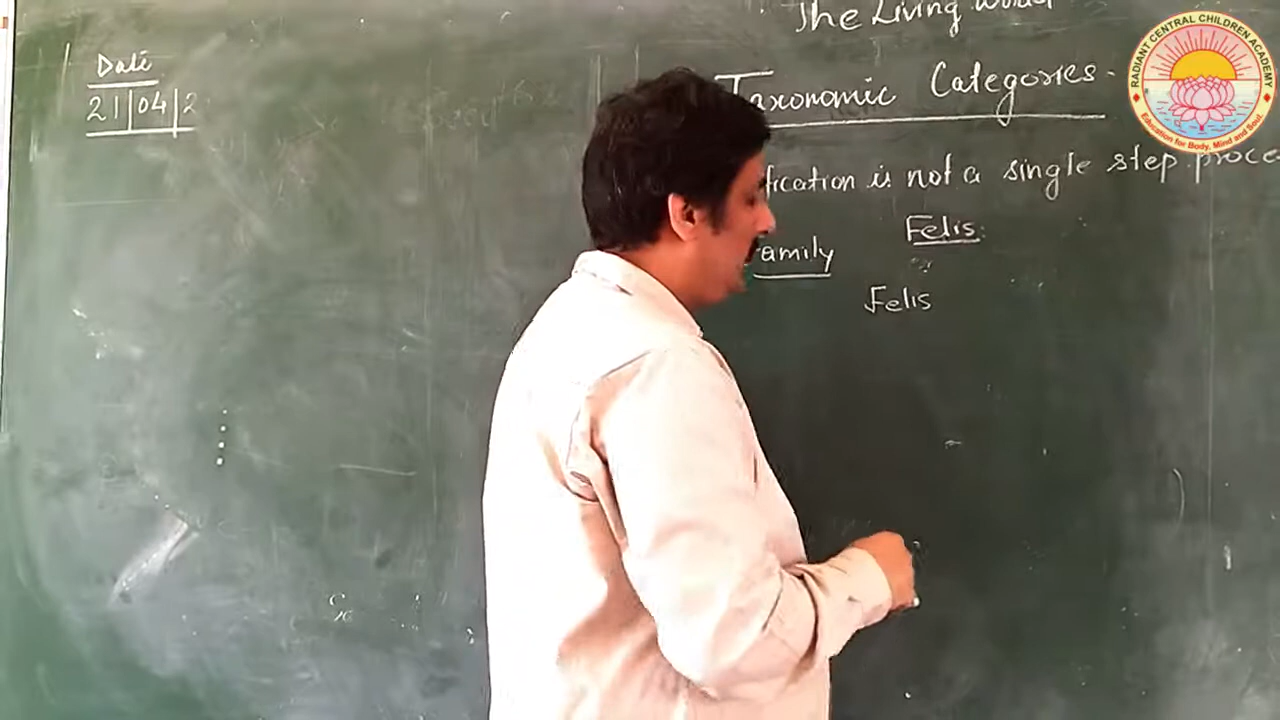 The Living World
Date
21|04|2
Taxonomic Categories.
fication is not a single step proce
Felis
amily
Felis
RADIANT CENTRAL CHILDREN ACADEMY
Education for Body, Mind and Soul.